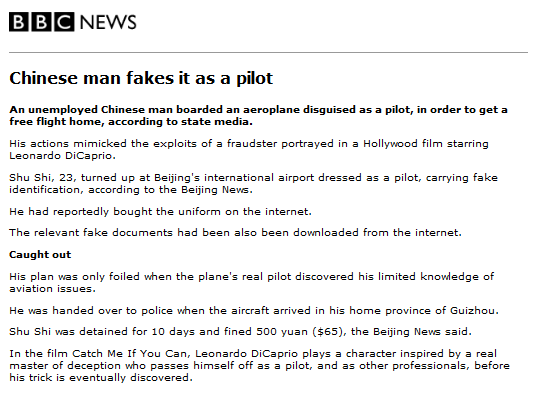 BBC NEWS
Chinese man fakes it as a pilot
An unemployed Chinese man boarded an aeroplane disguised as a pilot, in order to get a
free flight home, according to state media.
His actions mimicked the exploits of a fraudster portrayed in a Hollywood film starring
Leonardo DiCaprio.
Shu Shi, 23, turned up at Beijing's international airport dressed as a pilot, carrying fake
identification, according to the Beijing News.
He had reportedly bought the uniform on the internet.
The relevant fake documents had been also been downloaded from the internet.
Caught out
His plan was only foiled when the plane's real pilot discovered his limited knowledge of
aviation issues.
He was handed over to police when the aircraft arrived in his home province of Guizhou.
Shu Shi was detained for 10 days and fined 500 yuan ($65), the Beijing News said.
In the film Catch Me If You Can, Leonardo DiCaprio plays a character inspired by a real
master of deception who passes himself off as a pilot, and as other professionals, before
his trick is eventually discovered.